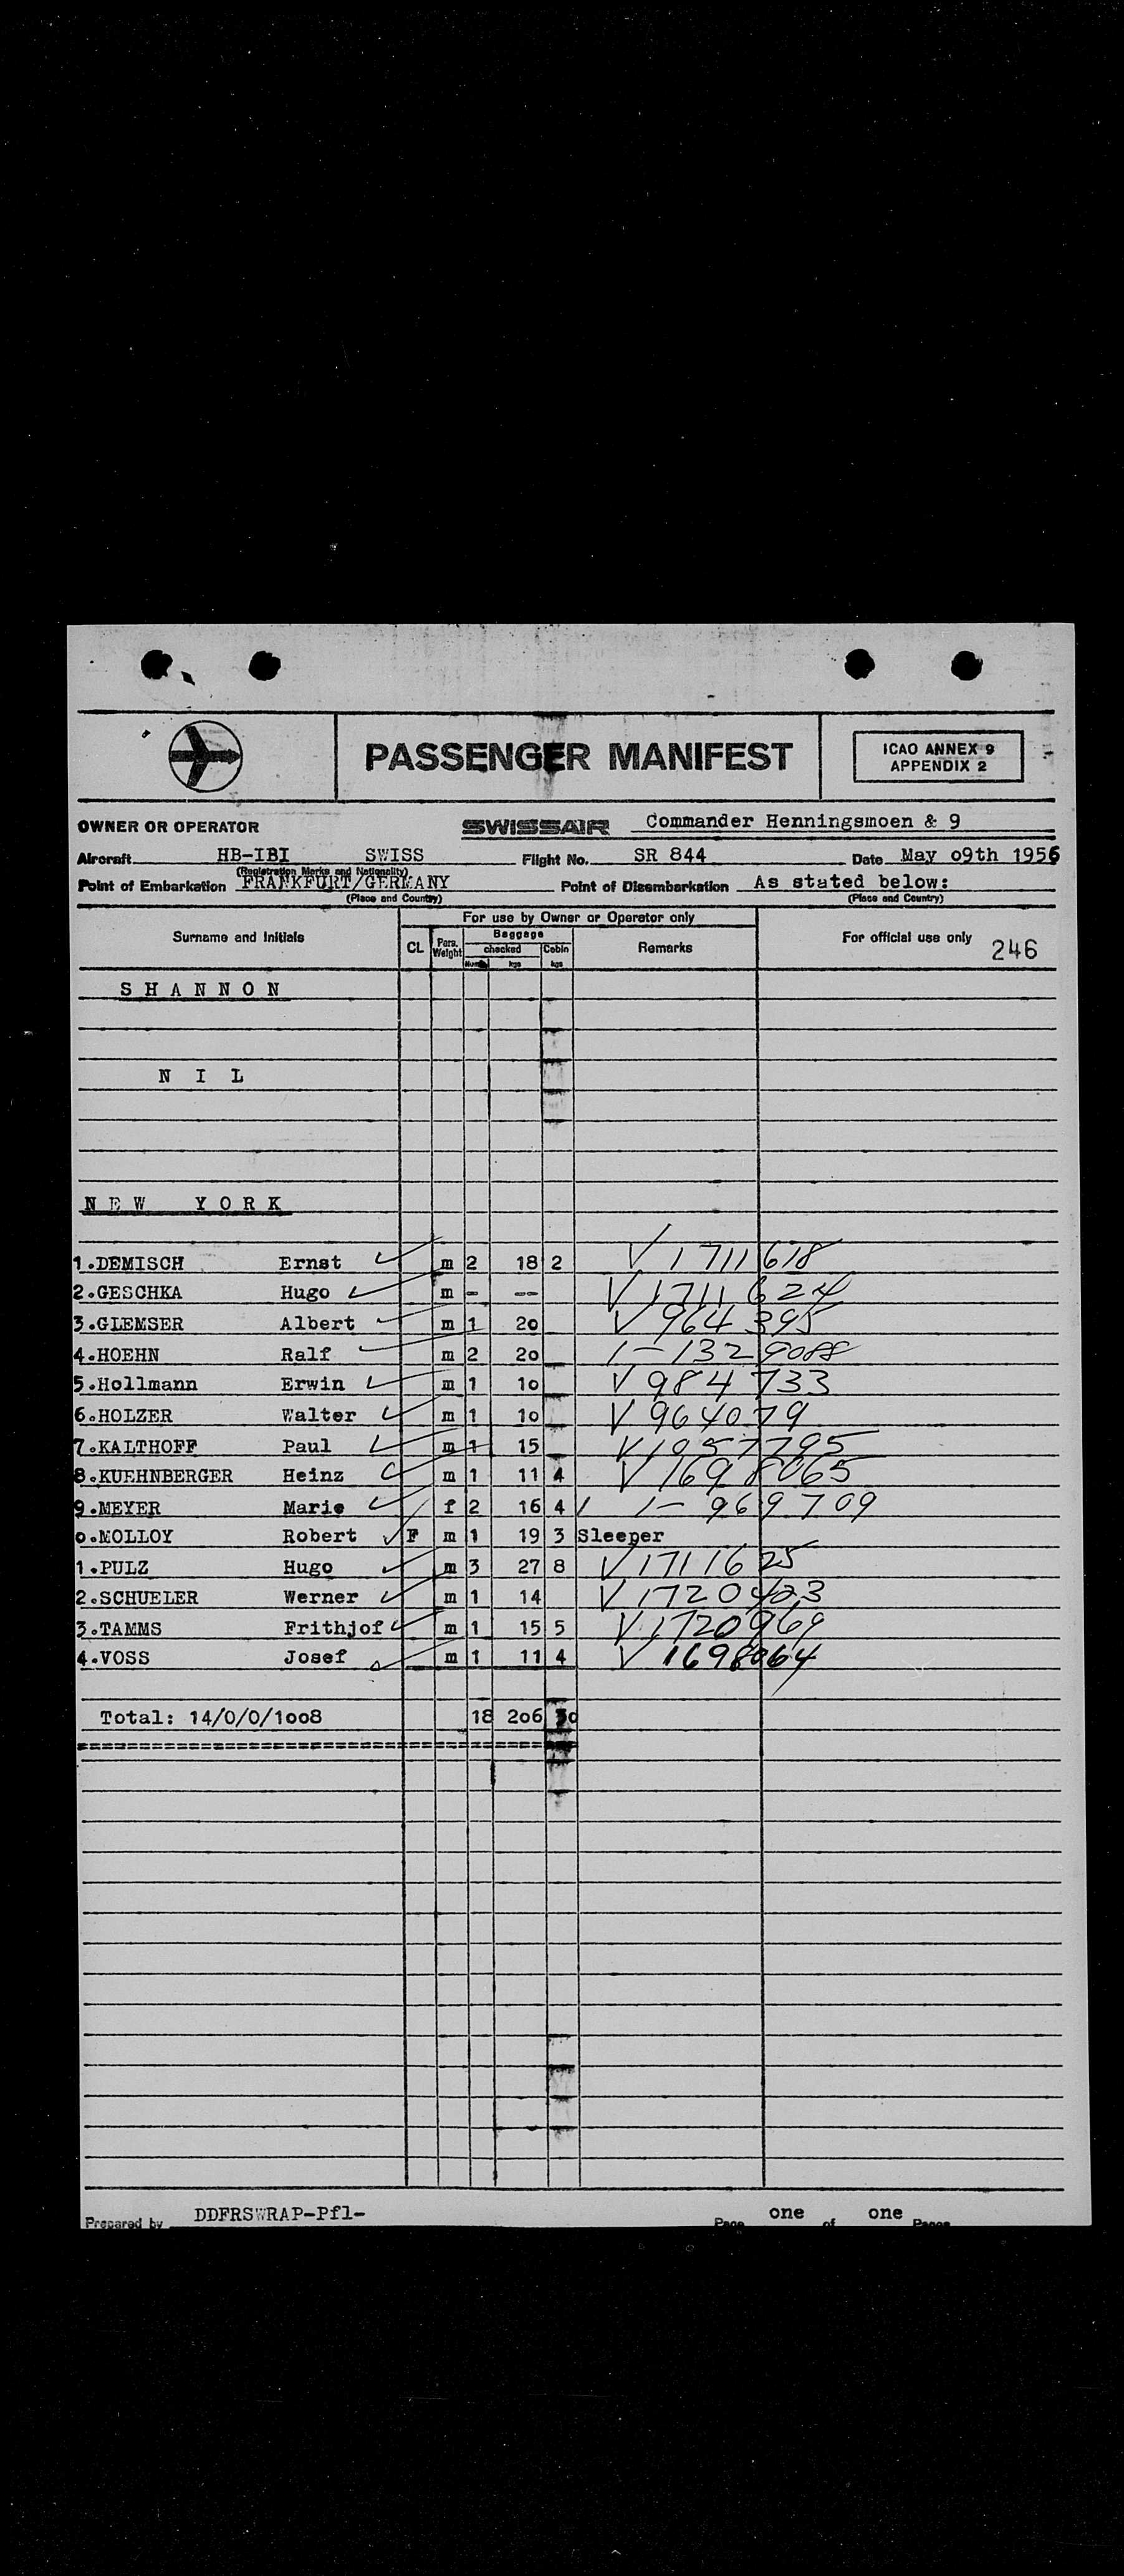 PASSENGER MANIFEST
ICAO ANNEX 9
APPENDIX 2
OWNER OR OPERATOR SWISSAIR Commander Henningsmoen & 9
Aircraft HB-IBI SWISS Flight No. SR 844 Date May 09th 1956
(Registration Marks and Nationality)
Point of Embarkation FRANKFURT/GERMANY Point of Disembarkation As stated below:
(Place and Country) (Place and Country)
For use by Owner or Operator only
Surname and Initials CL Pers. Weight Baggage checked Cabin Remarks For official use only 246
kgs kgs
SHANNON
NIL
NEW YORK
1.DEMISCH Ernst m 2 18 2 V 1711618
2.GESCHKA Hugo m - -- V 1711624
3.GLEMSER Albert m 1 20 V 964395
4.HOEHN Ralf m 2 20 1-1329088
5.Hollmann Erwin m 1 10 V 984733
6.HOLZER Walter m 1 10 V 964079
7.KALTHOFF Paul m 1 15 V 1057795
8.KUEHNBERGER Heinz m 1 11 4 V 1698065
9.MEYER Marie f 2 16 4 1- 969709
0.MOLLOY Robert F m 1 19 3 Sleeper
1.PULZ Hugo m 3 27 8 V 1711625
2.SCHUELER Werner m 1 14 V 1720423
3.TAMMS Frithjof m 1 15 5 V 1720969
4.VOSS Josef m 1 11 4 V 1698064
Total: 14/0/0/1008 18 206 30
Prepared by DDFRSWRAP-Pfl- Page one of one Pages